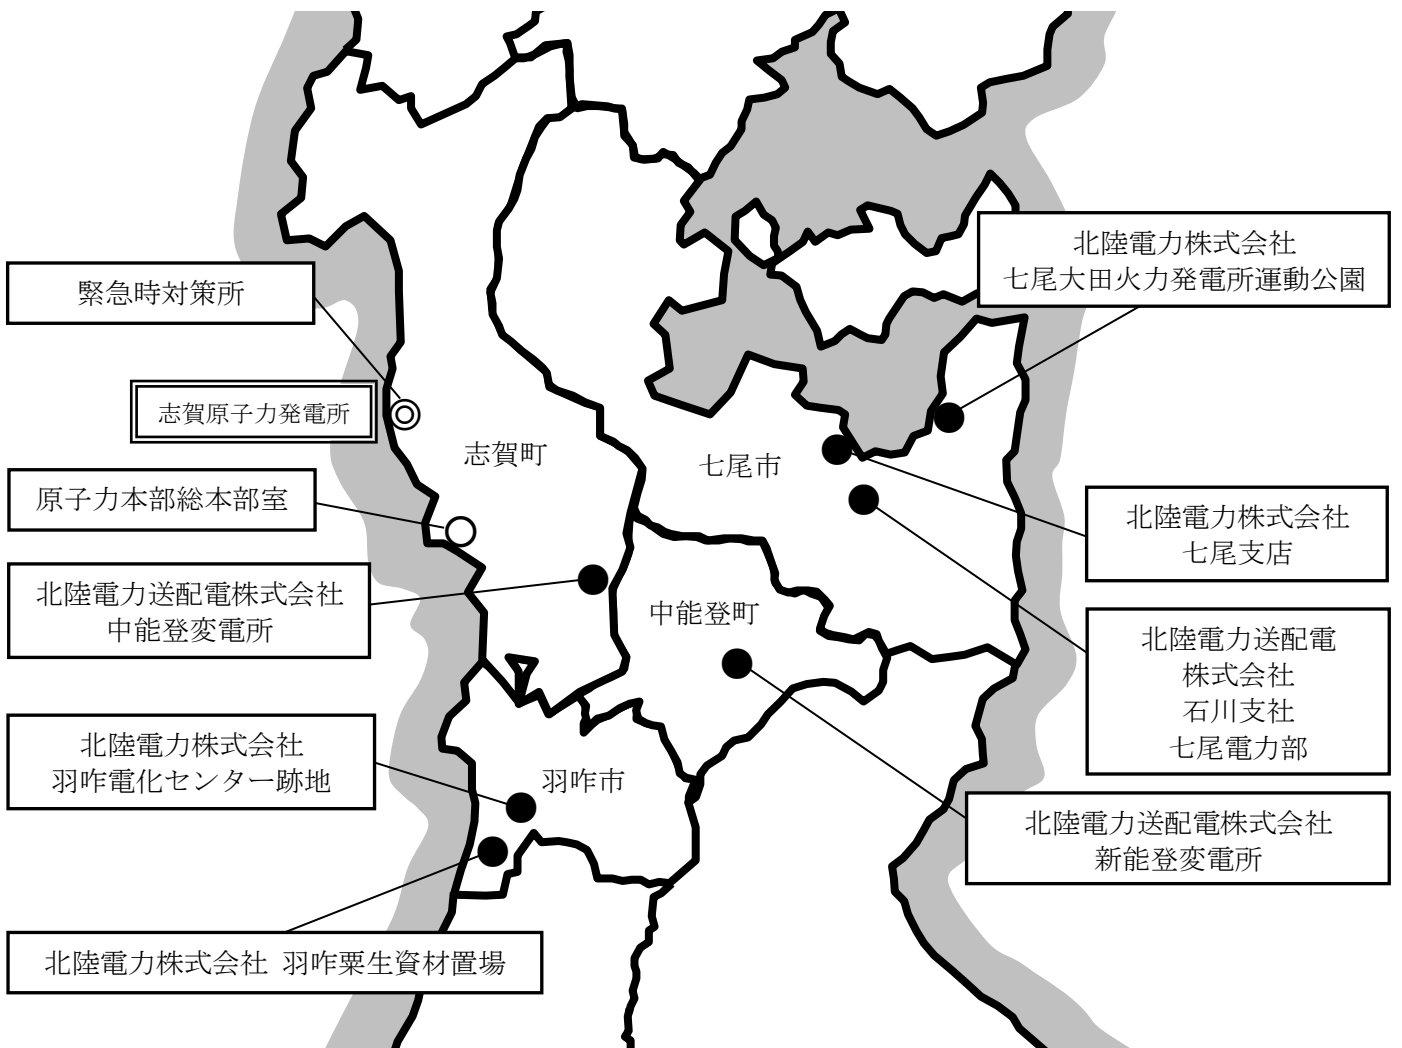 北陸電力株式会社
七尾大田火力発電所運動公園
緊急時対策所
志賀原子力発電所
志賀町
七尾市
原子力本部総本部室
北陸電力株式会社
七尾支店
北陸電力送配電株式会社
中能登変電所
中能登町
北陸電力送配電
株式会社
石川支社
七尾電力部
北陸電力株式会社
羽咋電化センター跡地
羽咋市
北陸電力送配電株式会社
新能登変電所
北陸電力株式会社 羽咋粟生資材置場